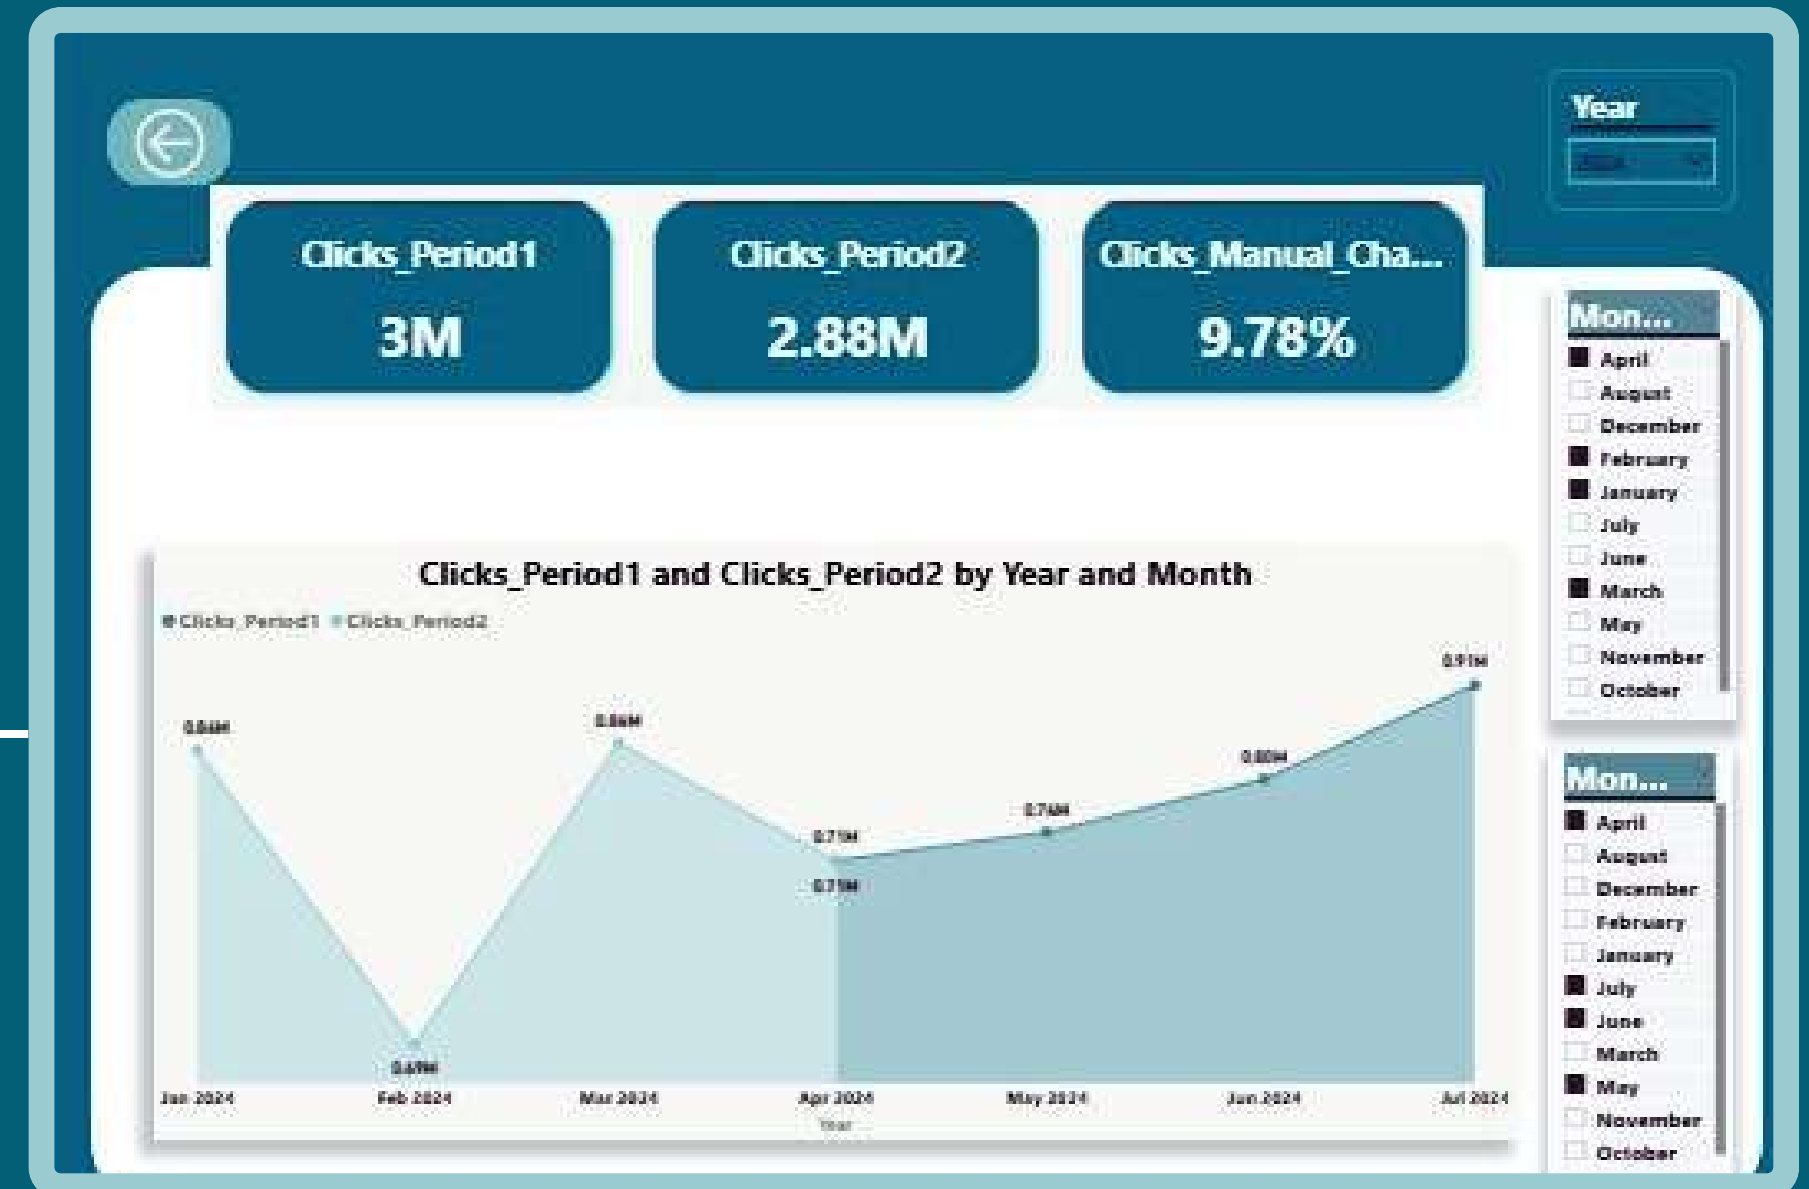 Year
Clicks_Period1
3M
Clicks_Period2
2.88M
Clicks_Manual_Cha...
9.78%
Mon...
April
August
December
February
January
July
June
March
May
November
October
Clicks_Period1 and Clicks_Period2 by Year and Month
Clicks_Period1 Clicks_Period2
0.86M
0.71M
0.71M
0.76M
0.80M
0.91M
Jan 2024 Feb 2024 Mar 2024 Apr 2024 May 2024 Jun 2024 Jul 2024
Year
Mon...
April
August
December
February
January
July
June
March
May
November
October